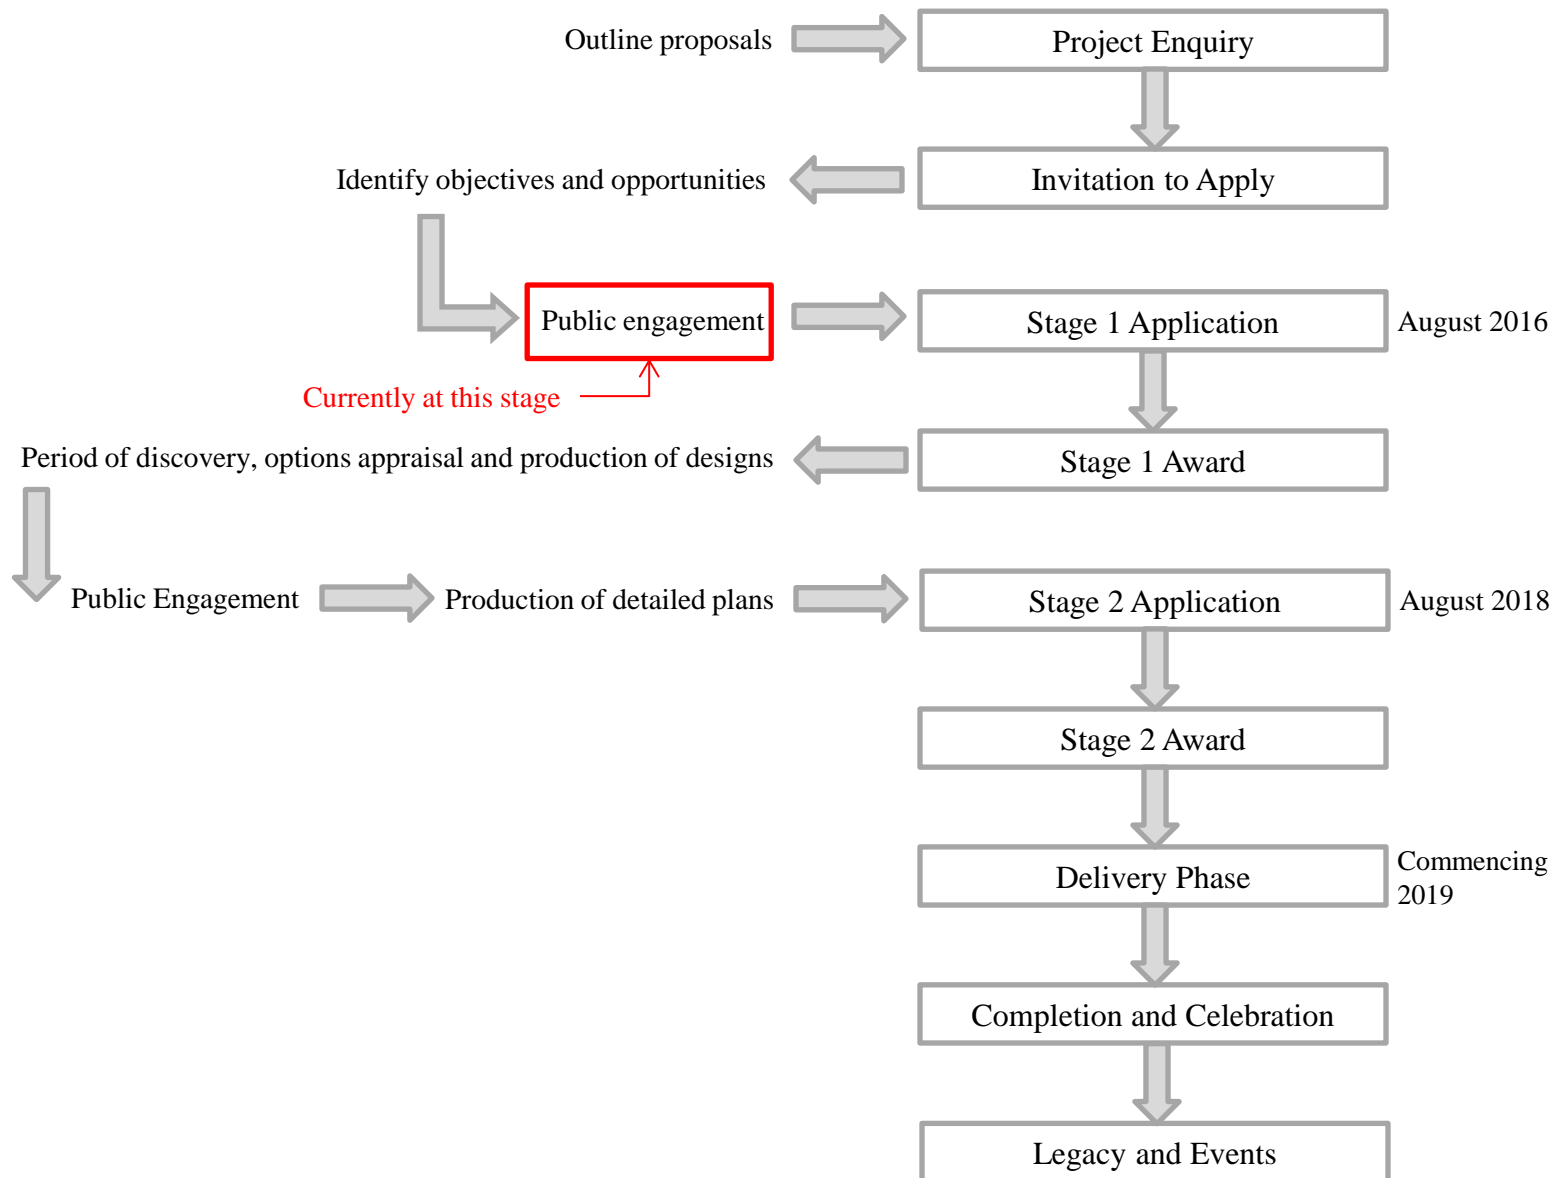 Outline proposals
Project Enquiry
Identify objectives and opportunities
Invitation to Apply
Public engagement
Stage 1 Application
August 2016
Currently at this stage
Period of discovery, options appraisal and production of designs
Stage 1 Award
Public Engagement
Production of detailed plans
Stage 2 Application
August 2018
Stage 2 Award
Delivery Phase
Commencing
2019
Completion and Celebration
Legacy and Events